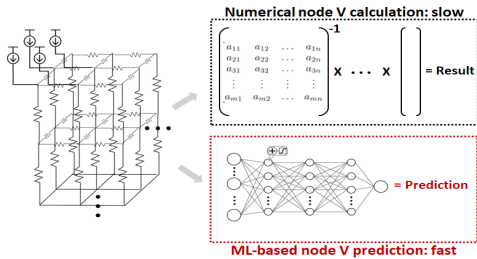 Numerical node V calculation: slow
-1
a11 a12 ... a1n
a21 a22 ... a2n
a31 a32 ... a3n
⋮ ⋮ ⋮ ⋮
am1 am2 ... amn
X ... X = Result
= Prediction
ML-based node V prediction: fast